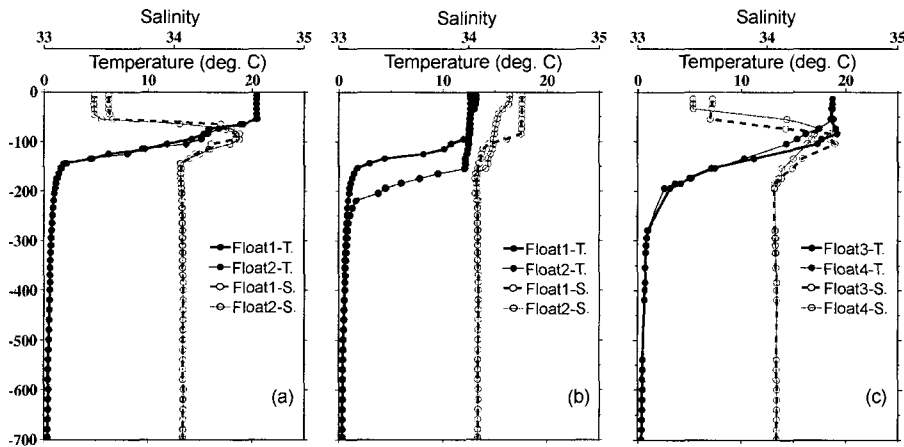 Salinity
33 34 35
Temperature (deg. C)
0 10 20
0
-100
-200
-300
-400
-500
-600
-700
Float1-T.
Float2-T.
Float1-S.
Float2-S.
(a)
Salinity
33 34 35
Temperature (deg. C)
0 10 20
Float1-T.
Float2-T.
Float1-S.
Float2-S.
(b)
Salinity
33 34 35
Temperature (deg. C)
0 10 20
Float3-T.
Float4-T.
Float3-S.
Float4-S.
(c)